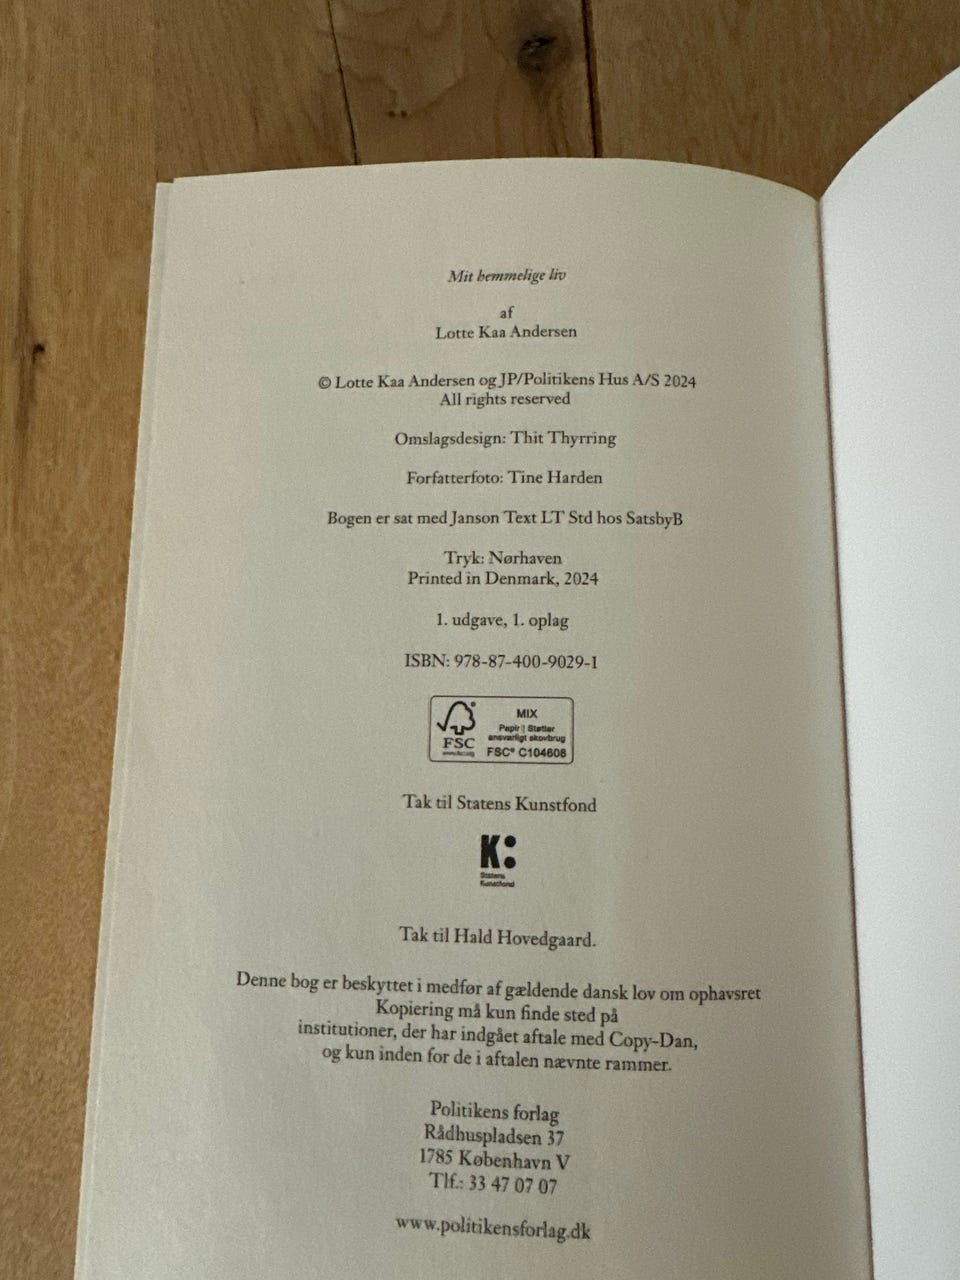 Mit hemmelige liv
af
Lotte Kaa Andersen
© Lotte Kaa Andersen og JP/Politikens Hus A/S 2024
All rights reserved
Omslagsdesign: Thit Thyrring
Forfatterfoto: Tine Harden
Bogen er sat med Janson Text LT Std hos SatsbyB
Tryk: Nørhaven
Printed in Denmark, 2024
1. udgave, 1. oplag
ISBN: 978-87-400-9029-1
MIX
Papir | Støtter
ansvarligt skovbrug
FSC® C104608
FSC
Tak til Statens Kunstfond
K:
Statens
Kunstfond
Tak til Hald Hovedgaard.
Denne bog er beskyttet i medfør af gældende dansk lov om ophavsret
Kopiering må kun finde sted på
institutioner, der har indgået aftale med Copy-Dan,
og kun inden for de i aftalen nævnte rammer.
Politikens forlag
Rådhuspladsen 37
1785 København V
Tlf.: 33 47 07 07
www.politikensforlag.dk